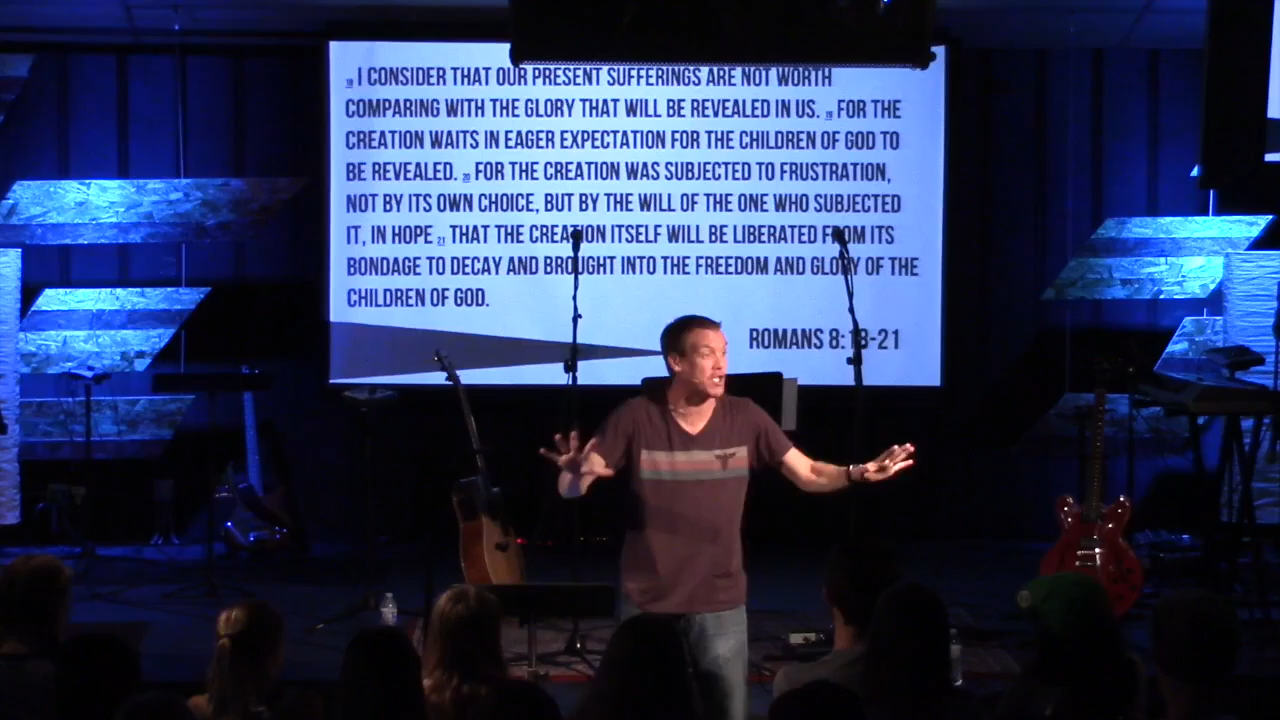 18 I CONSIDER THAT OUR PRESENT SUFFERINGS ARE NOT WORTH
COMPARING WITH THE GLORY THAT WILL BE REVEALED IN US. 19 FOR THE
CREATION WAITS IN EAGER EXPECTATION FOR THE CHILDREN OF GOD TO
BE REVEALED. 20 FOR THE CREATION WAS SUBJECTED TO FRUSTRATION,
NOT BY ITS OWN CHOICE, BUT BY THE WILL OF THE ONE WHO SUBJECTED
IT, IN HOPE 21 THAT THE CREATION ITSELF WILL BE LIBERATED FROM ITS
BONDAGE TO DECAY AND BROUGHT INTO THE FREEDOM AND GLORY OF THE
CHILDREN OF GOD.
ROMANS 8:18-21